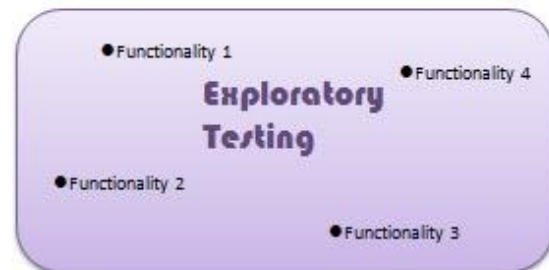 Functionality 1
Functionality 4
Exploratory
Testing
Functionality 2
Functionality 3